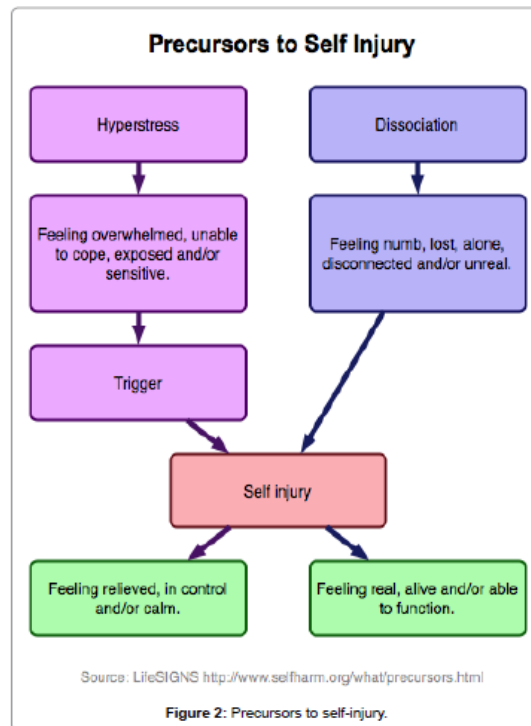 Precursors to Self Injury
Hyperstress
Dissociation
Feeling overwhelmed, unable
to cope, exposed and/or
sensitive.
Feeling numb, lost, alone,
disconnected and/or unreal.
Trigger
Self injury
Feeling relieved, in control
and/or calm.
Feeling real, alive and/or able
to function.
Source: LifeSIGNS http://www.selfharm.org/what/precursors.html
Figure 2: Precursors to self-injury.